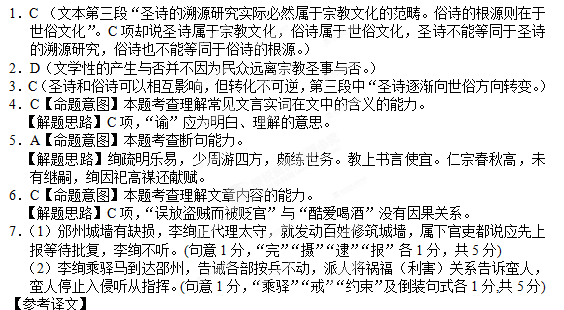 1．C （文本第三段“圣诗的溯源研究实际必然属于宗教文化的范畴。俗诗的根源则在于
世俗文化”。C项却说圣诗属于宗教文化，俗诗属于世俗文化，圣诗不能等同于圣诗
的溯源研究，俗诗也不能等同于俗诗的根源。）
2．D（文学性的产生与否并不因为民众远离宗教圣事与否。）
3．C（圣诗和俗诗可以相互影响，但转化不可逆，第三段中“圣诗逐渐向世俗方向转变。）
4．C【命题意图】本题考查理解常见文言实词在文中的含义的能力。
【解题思路】C项，“谕”应为明白、理解的意思。
5．A【命题意图】本题考查断句能力。
【解题思路】绚疏明乐易，少周游四方，颇练世务。教上书言便宜。仁宗春秋高，未
有继嗣，绚因祀高谋还献赋。
6．C【命题意图】本题考查理解文章内容的能力。
【解题思路】C项，“误放盗贼而被贬官”与“酷爱喝酒”没有因果关系。
7．（1）邠州城墙有缺损，李绚正代理太守，就发动百姓修筑城墙，属下官吏都说应先上
报等待批复，李绚不听。(句意1分，“完”“摄”“逮”“报” 各1分，共5分)
（2）李绚乘驿马到达邵州，告诫各部按兵不动，派人将祸福（利害）关系告诉蛮人，
蛮人停止入侵听从指挥。(句意1分，“乘驿”“戒”“约束”及倒装句式各1分,共5分)
【参考译文】